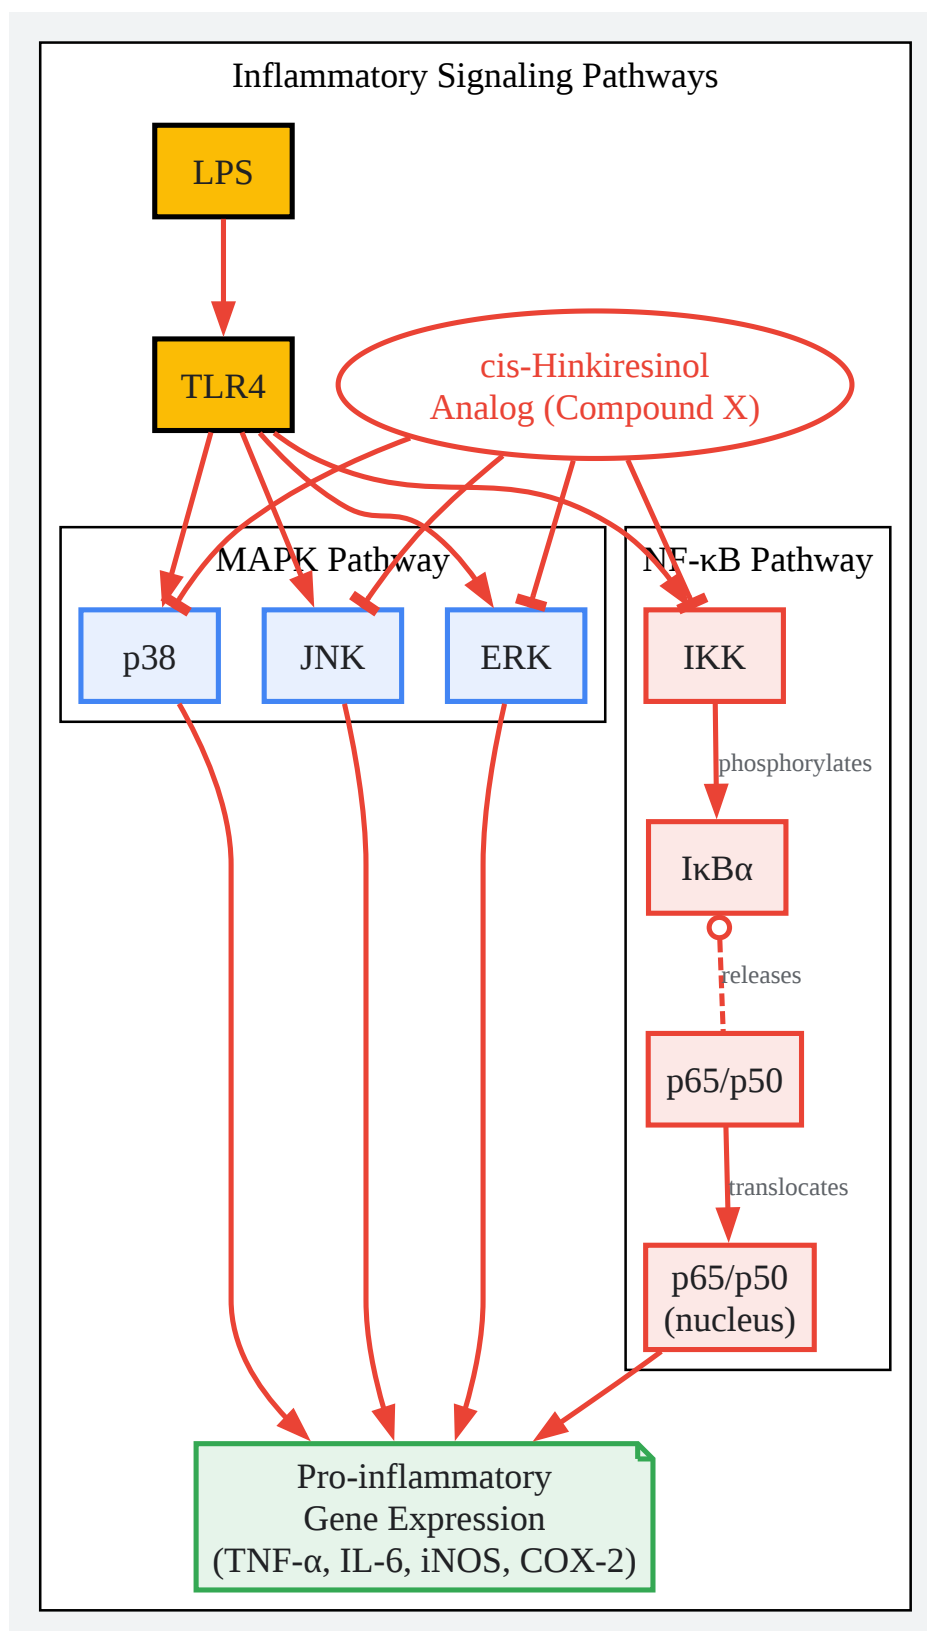 Inflammatory Signaling Pathways
LPS
TLR4
cis-Hinkiresinol
Analog (Compound X)
MAPK Pathway
NF-κB Pathway
p38
JNK
ERK
IKK
phosphorylates
IκBα
releases
p65/p50
translocates
p65/p50
(nucleus)
Pro-inflammatory
Gene Expression
(TNF-α, IL-6, iNOS, COX-2)